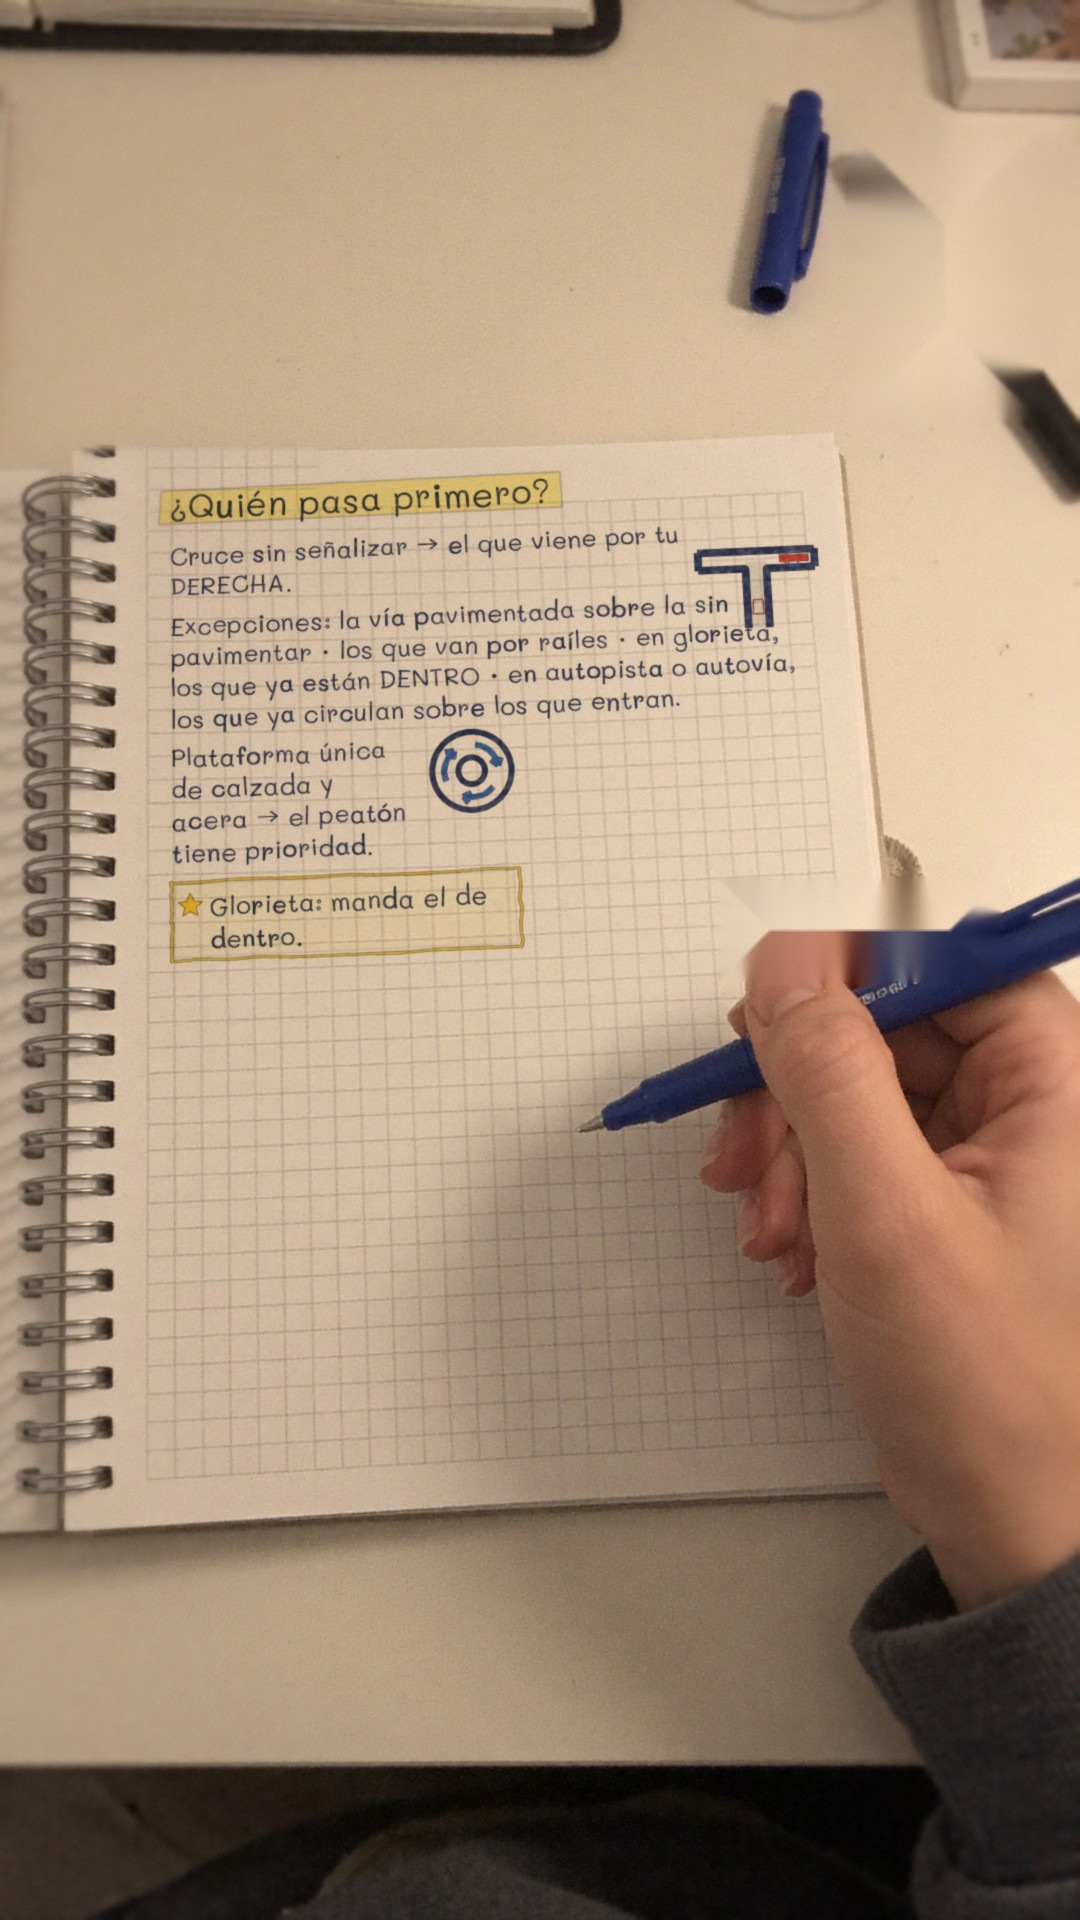 ¿Quién pasa primero?
Cruce sin señalizar → el que viene por tu
DERECHA.
Excepciones: la vía pavimentada sobre la sin
pavimentar · los que van por raíles · en glorieta,
los que ya están DENTRO · en autopista o autovía,
los que ya circulan sobre los que entran.
Plataforma única
de calzada y
acera → el peatón
tiene prioridad.
Glorieta: manda el de
dentro.